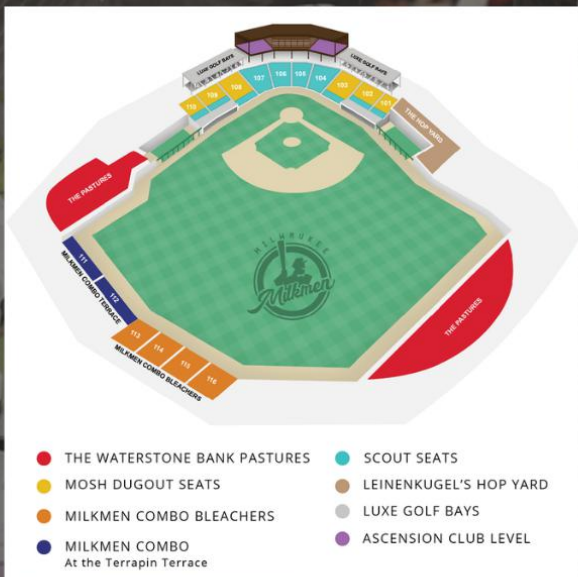 LUXE GOLF BAYS
LUXE GOLF BAYS
110
109
108
107
106
105
104
103
102
101
THE HOP YARD
THE PASTURES
111
112
MILKMEN COMBO TERRACE
113
114
115
116
MILKMEN COMBO BLEACHERS
MILWAUKEE
Milkmen
THE PASTURES
THE WATERSTONE BANK PASTURES
MOSH DUGOUT SEATS
MILKMEN COMBO BLEACHERS
MILKMEN COMBO
At the Terrapin Terrace
SCOUT SEATS
LEINENKUGEL'S HOP YARD
LUXE GOLF BAYS
ASCENSION CLUB LEVEL